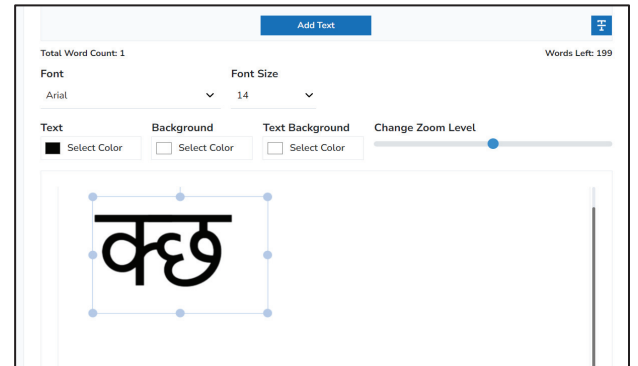 Add Text
Total Word Count: 1 Words Left: 199
Font Font Size
Arial 14
Text Background Text Background Change Zoom Level
Select Color Select Color Select Color
क्छ